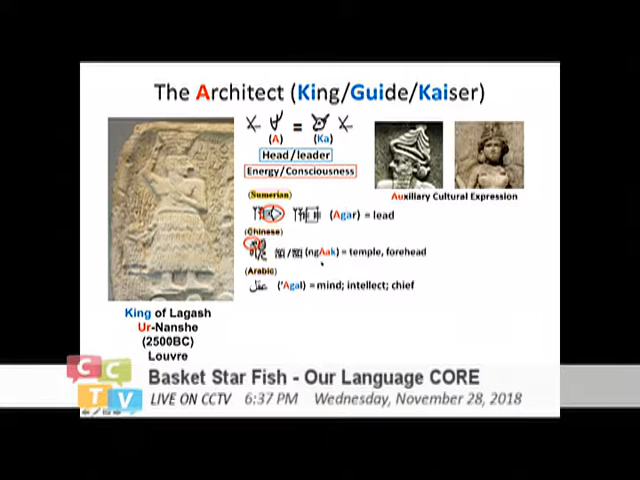 The Architect (King/Guide/Kaiser)
=
(A) (Ka)
Head/leader
Energy/Consciousness
Auxiliary Cultural Expression
Sumerian
(Agar) = lead
Chinese
(ngAak) = temple, forehead
Arabic
عقل ('Agal) = mind; intellect; chief
King of Lagash
Ur-Nanshe
(2500BC)
Louvre
CCTV
Basket Star Fish - Our Language CORE
LIVE ON CCTV 6:37 PM Wednesday, November 28, 2018